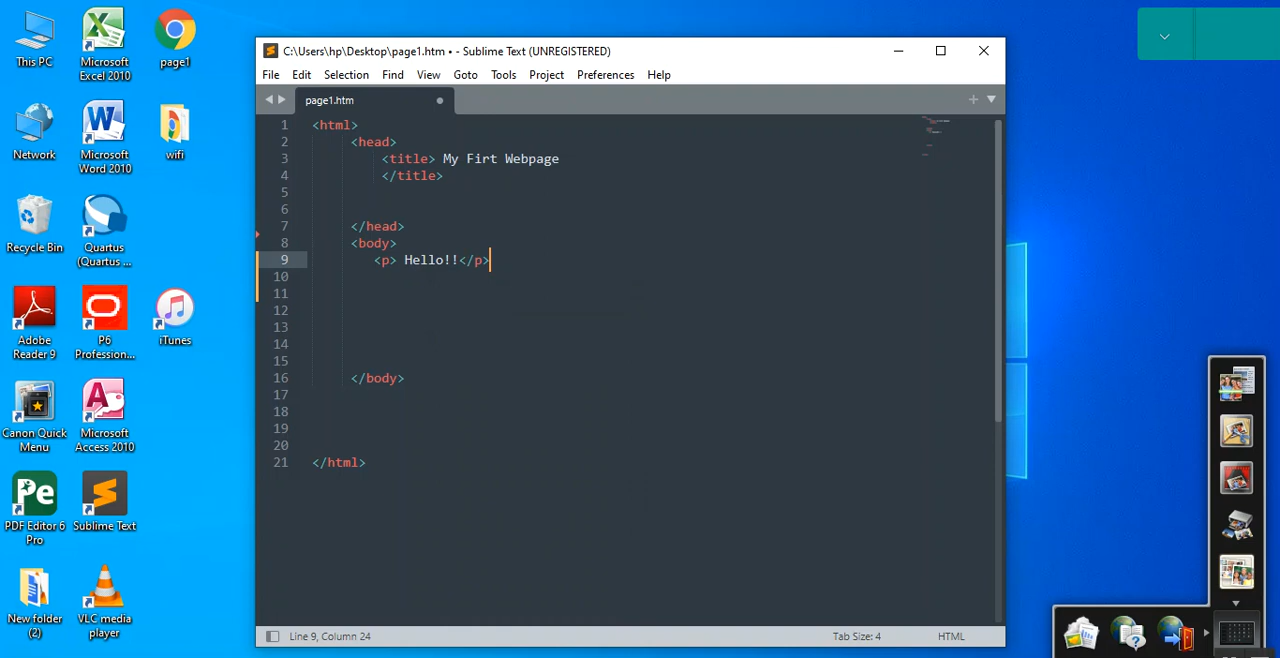 This PC
Microsoft
Excel 2010
page1
Network
Microsoft
Word 2010
wifi
Recycle Bin
Quartus
(Quartus ...
Adobe
Reader 9
P6
Profession...
iTunes
Canon Quick
Menu
Microsoft
Access 2010
PDF Editor 6
Pro
Sublime Text
New folder
(2)
VLC media
player
C:\Users\hp\Desktop\page1.htm • - Sublime Text (UNREGISTERED)
File Edit Selection Find View Goto Tools Project Preferences Help
page1.htm
1 <html>
2 <head>
3 <title> My Firt Webpage
4 </title>
5
6
7 </head>
8 <body>
9 <p> Hello!!</p>
10
11
12
13
14
15
16 </body>
17
18
19
20
21 </html>
Line 9, Column 24 Tab Size: 4 HTML